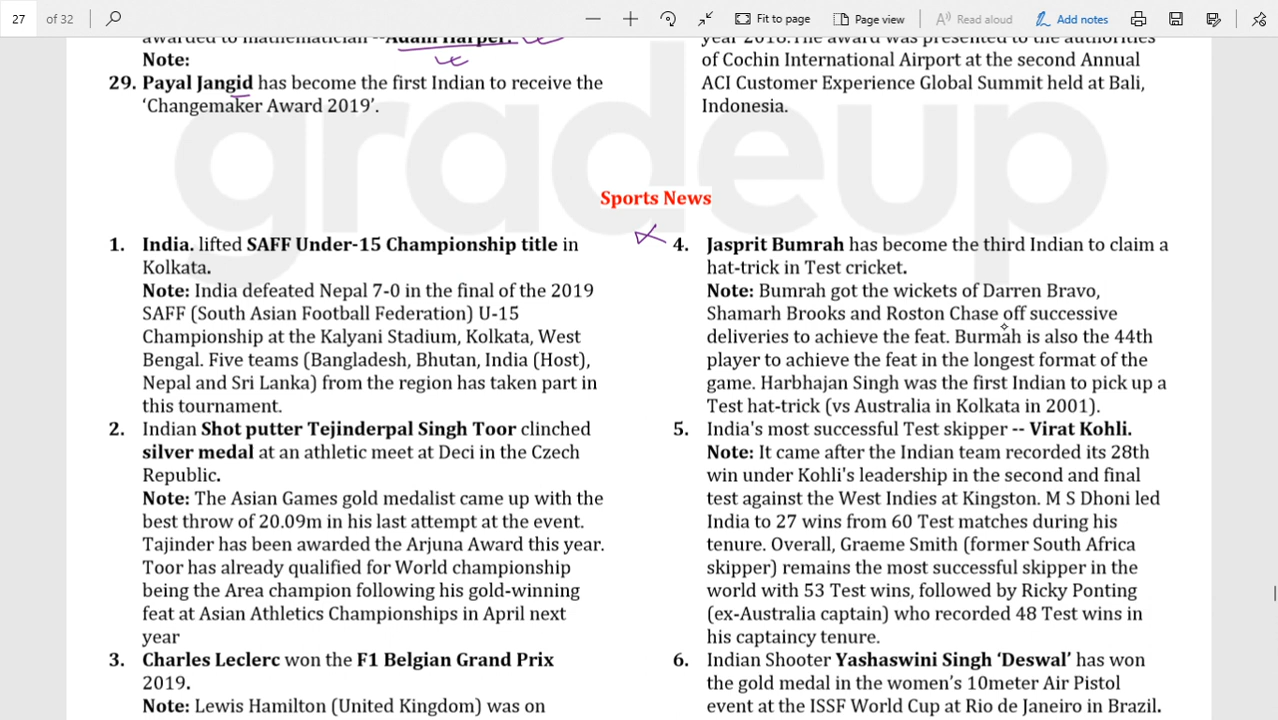 27 of 32 Fit to page Page view Read aloud Add notes
awarded to mathematician --Adam Harper.
Note:
29. Payal Jangid has become the first Indian to receive the
‘Changemaker Award 2019’.
year 2018.The award was presented to the authorities
of Cochin International Airport at the second Annual
ACI Customer Experience Global Summit held at Bali,
Indonesia.
gradeup
Sports News
1. India. lifted SAFF Under-15 Championship title in
Kolkata.
Note: India defeated Nepal 7-0 in the final of the 2019
SAFF (South Asian Football Federation) U-15
Championship at the Kalyani Stadium, Kolkata, West
Bengal. Five teams (Bangladesh, Bhutan, India (Host),
Nepal and Sri Lanka) from the region has taken part in
this tournament.
2. Indian Shot putter Tejinderpal Singh Toor clinched
silver medal at an athletic meet at Deci in the Czech
Republic.
Note: The Asian Games gold medalist came up with the
best throw of 20.09m in his last attempt at the event.
Tajinder has been awarded the Arjuna Award this year.
Toor has already qualified for World championship
being the Area champion following his gold-winning
feat at Asian Athletics Championships in April next
year
3. Charles Leclerc won the F1 Belgian Grand Prix
2019.
Note: Lewis Hamilton (United Kingdom) was on
4. Jasprit Bumrah has become the third Indian to claim a
hat-trick in Test cricket.
Note: Bumrah got the wickets of Darren Bravo,
Shamarh Brooks and Roston Chase off successive
deliveries to achieve the feat. Burmah is also the 44th
player to achieve the feat in the longest format of the
game. Harbhajan Singh was the first Indian to pick up a
Test hat-trick (vs Australia in Kolkata in 2001).
5. India's most successful Test skipper -- Virat Kohli.
Note: It came after the Indian team recorded its 28th
win under Kohli's leadership in the second and final
test against the West Indies at Kingston. M S Dhoni led
India to 27 wins from 60 Test matches during his
tenure. Overall, Graeme Smith (former South Africa
skipper) remains the most successful skipper in the
world with 53 Test wins, followed by Ricky Ponting
(ex-Australia captain) who recorded 48 Test wins in
his captaincy tenure.
6. Indian Shooter Yashaswini Singh ‘Deswal’ has won
the gold medal in the women’s 10meter Air Pistol
event at the ISSF World Cup at Rio de Janeiro in Brazil.